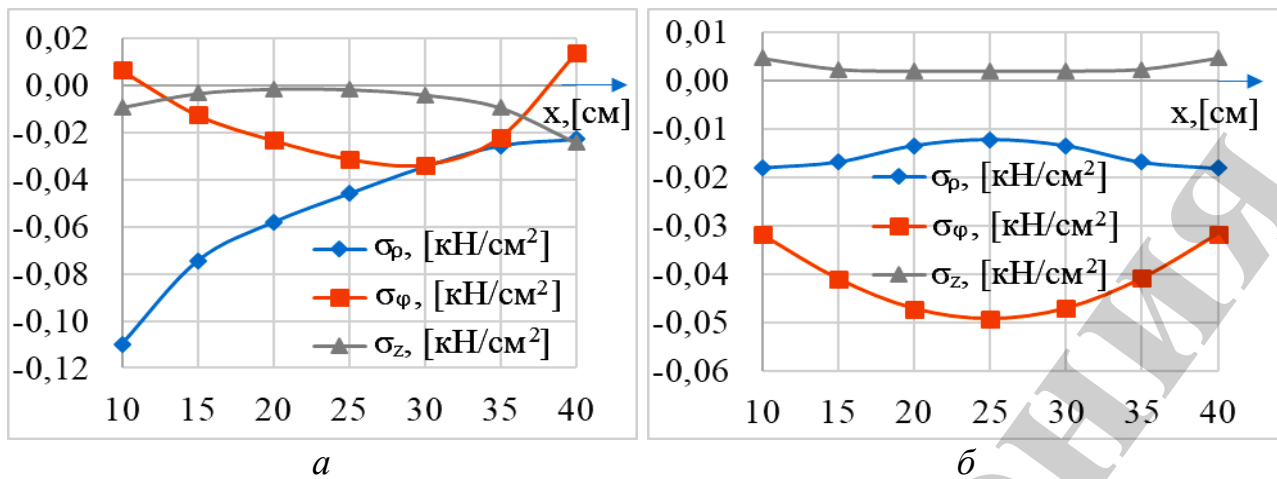 0,02
0,00
-0,02
-0,04
-0,06
-0,08
-0,10
-0,12
x,[см]
σρ, [кН/см²]
σφ, [кН/см²]
σz, [кН/см²]
10 15 20 25 30 35 40
а
0,01
0,00
-0,01
-0,02
-0,03
-0,04
-0,05
-0,06
x,[см]
σρ, [кН/см²]
σφ, [кН/см²]
σz, [кН/см²]
10 15 20 25 30 35 40
б